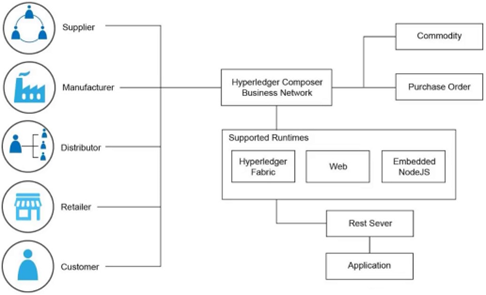 Supplier
Manufacturer
Distributor
Retailer
Customer
Hyperledger Composer
Business Network
Commodity
Purchase Order
Supported Runtimes
Hyperledger
Fabric
Web
Embedded
NodeJS
Rest Sever
Application